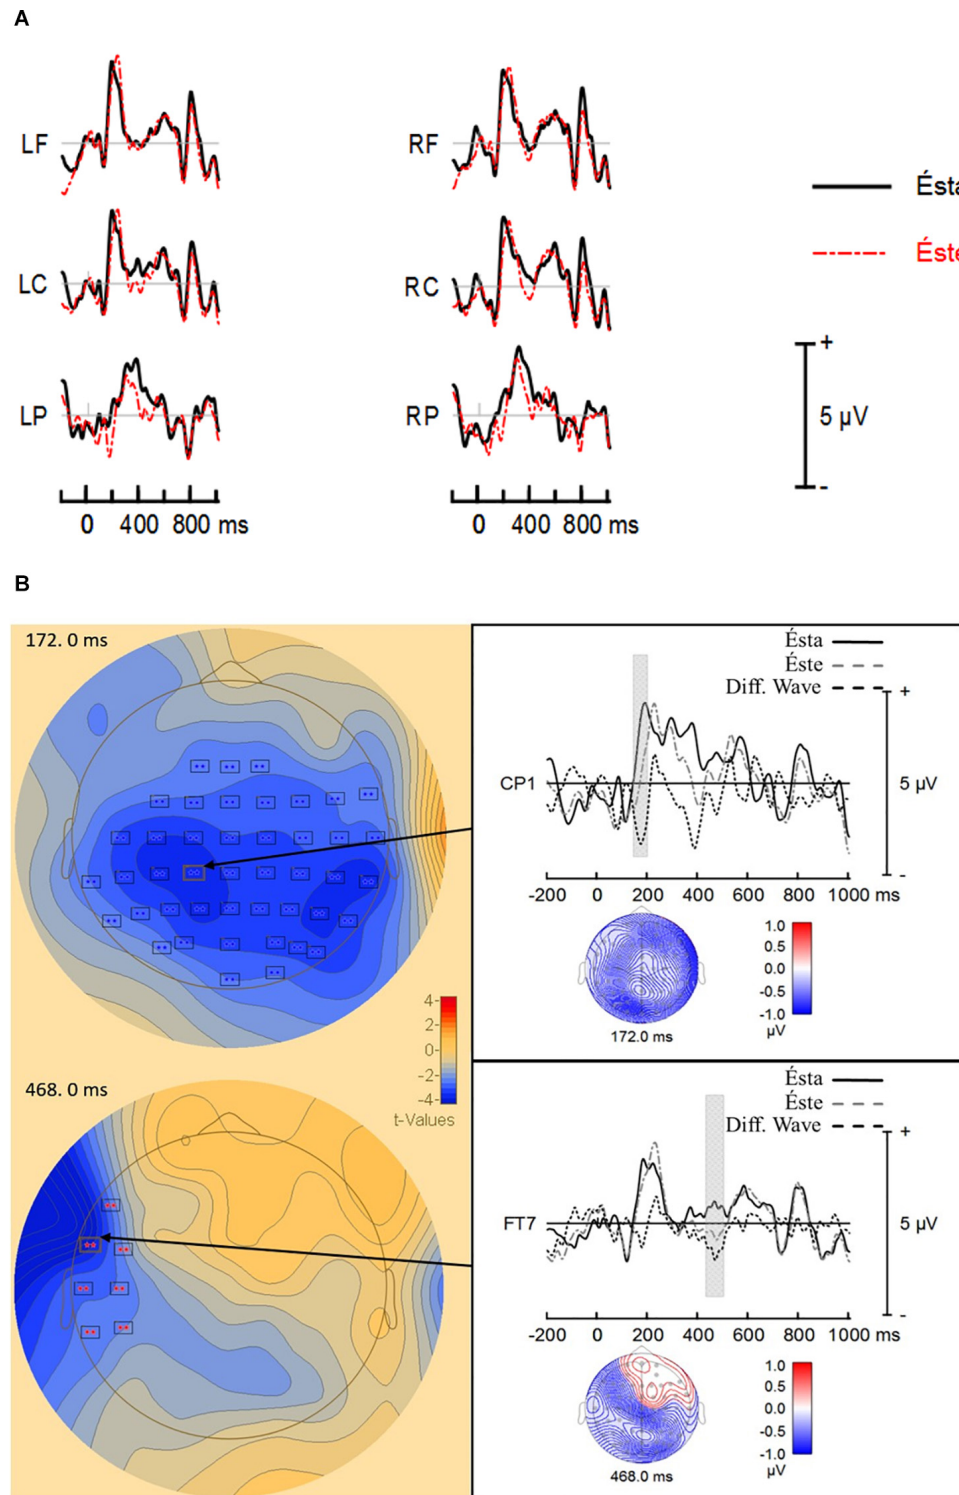 A
LF
RF
Ésta
LC
RC
Éste
LP
RP
+
5 µV
-
0 400 800 ms
0 400 800 ms
B
172. 0 ms
Ésta
Éste
Diff. Wave
+
CP1
5 µV
-
-200 0 200 400 600 800 1000 ms
1.0
0.5
0.0
-0.5
-1.0
µV
172.0 ms
4-
2-
0-
-2-
-4-
t-Values
468. 0 ms
Ésta
Éste
Diff. Wave
+
FT7
5 µV
-
-200 0 200 400 600 800 1000 ms
1.0
0.5
0.0
-0.5
-1.0
µV
468.0 ms